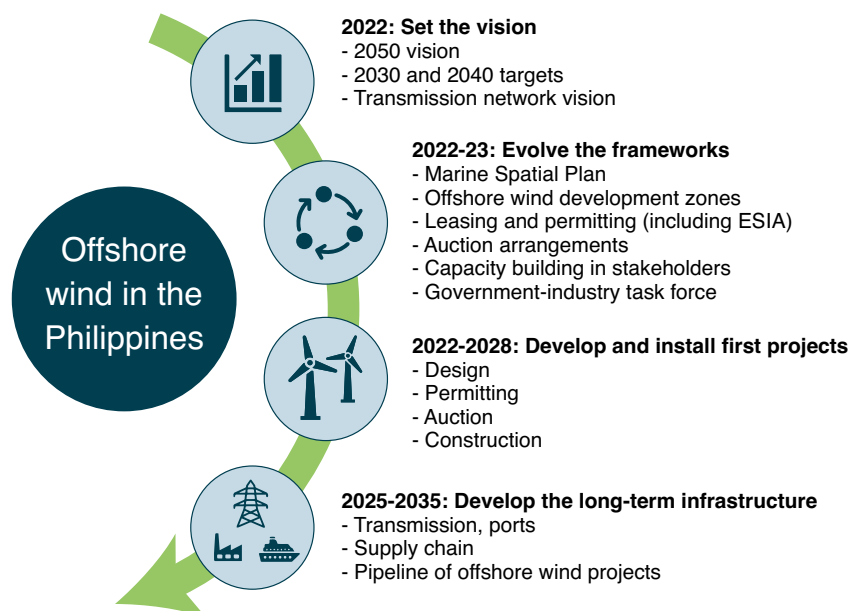 Offshore
wind in the
Philippines
2022: Set the vision
- 2050 vision
- 2030 and 2040 targets
- Transmission network vision
2022-23: Evolve the frameworks
- Marine Spatial Plan
- Offshore wind development zones
- Leasing and permitting (including ESIA)
- Auction arrangements
- Capacity building in stakeholders
- Government-industry task force
2022-2028: Develop and install first projects
- Design
- Permitting
- Auction
- Construction
2025-2035: Develop the long-term infrastructure
- Transmission, ports
- Supply chain
- Pipeline of offshore wind projects